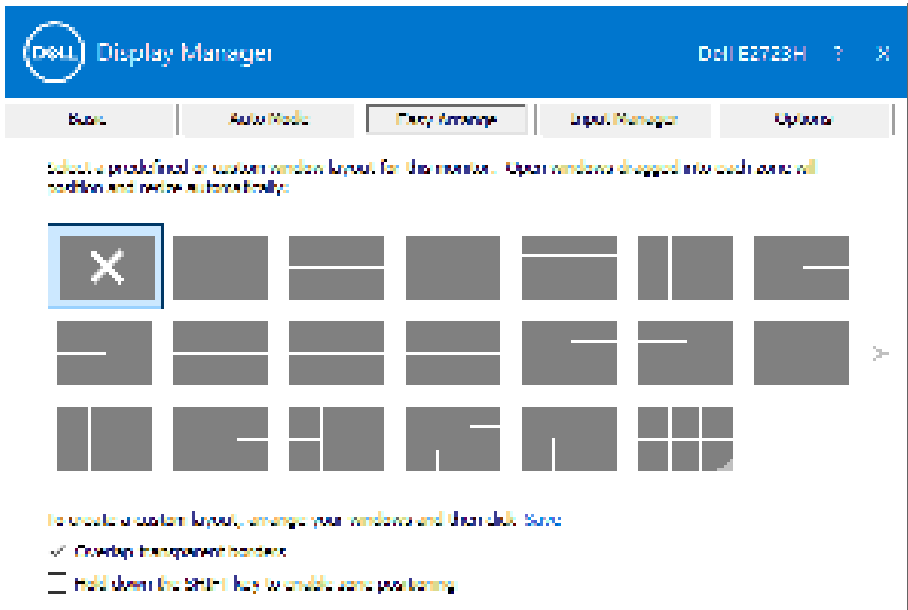 DELL Display Manager Dell E2723H ? X
Basic Auto Mode Easy Arrange Input Manager Options
Select a predefined or custom window layout for this monitor. Open windows dragged into each zone will
position and resize automatically:
To create a custom layout, arrange your windows and then click Save
Overlap transparent borders
Hold down the SHIFT key to enable zone positioning